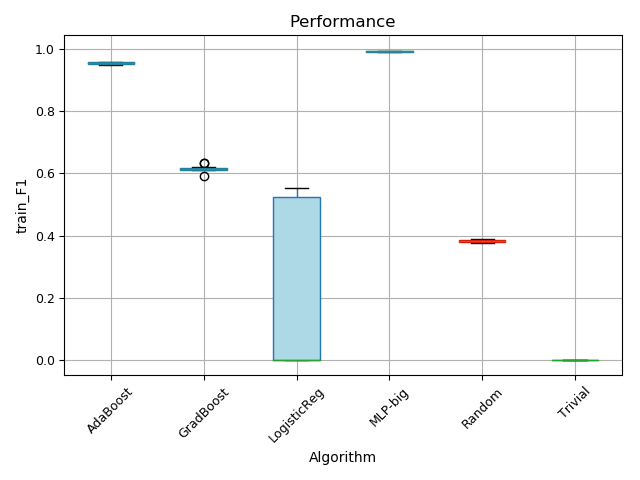 Performance
train_F1
1.0
0.8
0.6
0.4
0.2
0.0
AdaBoost
GradBoost
LogisticReg
MLP-big
Random
Trivial
Algorithm